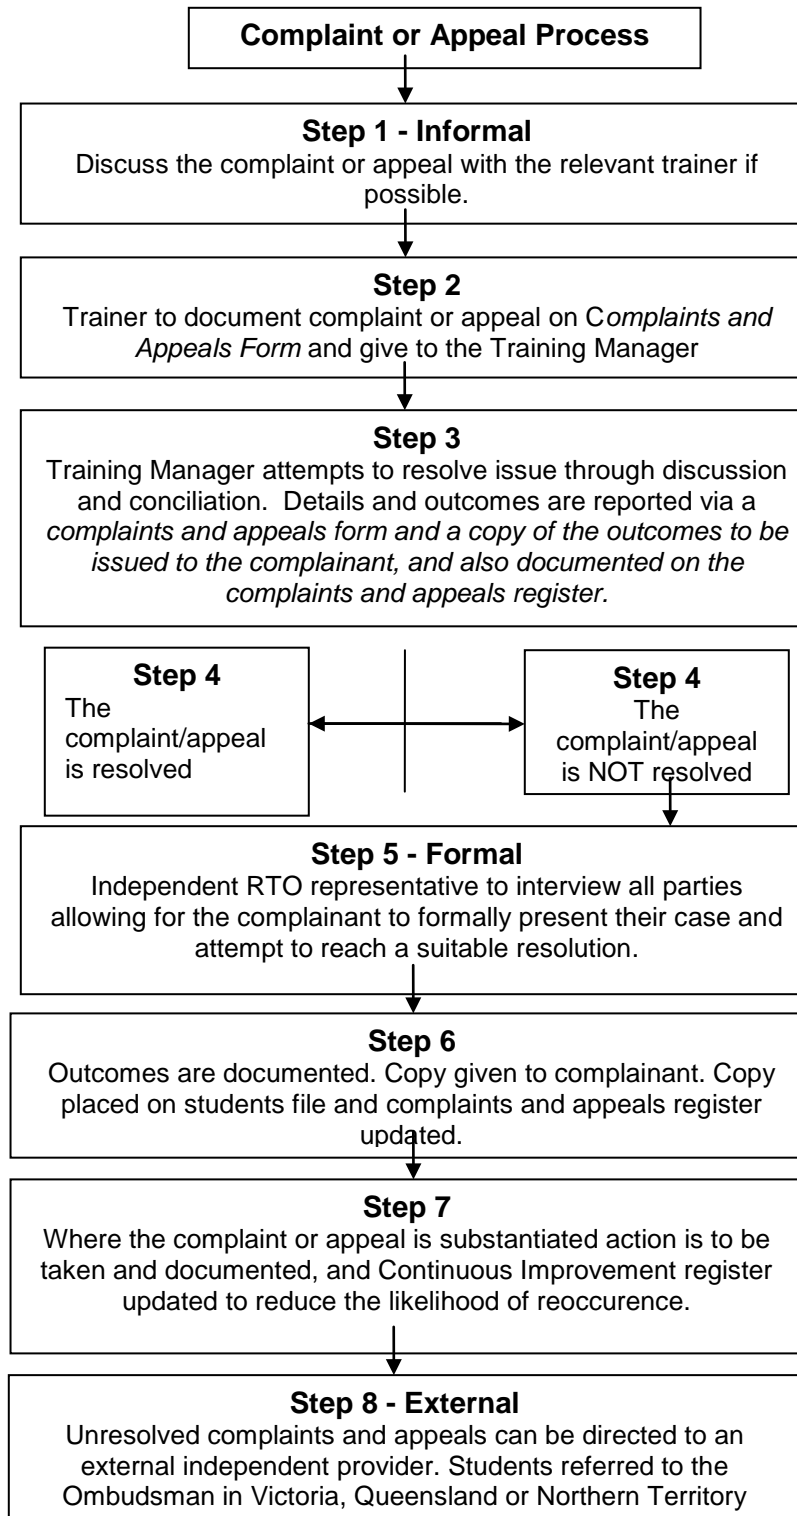 Complaint or Appeal Process
Step 1 - Informal
Discuss the complaint or appeal with the relevant trainer if
possible.
Step 2
Trainer to document complaint or appeal on Complaints and
Appeals Form and give to the Training Manager
Step 3
Training Manager attempts to resolve issue through discussion
and conciliation.  Details and outcomes are reported via a
complaints and appeals form and a copy of the outcomes to be
issued to the complainant, and also documented on the
complaints and appeals register.
Step 4
The
complaint/appeal
is resolved
Step 4
The
complaint/appeal
is NOT resolved
Step 5 - Formal
Independent RTO representative to interview all parties
allowing for the complainant to formally present their case and
attempt to reach a suitable resolution.
Step 6
Outcomes are documented. Copy given to complainant. Copy
placed on students file and complaints and appeals register
updated.
Step 7
Where the complaint or appeal is substantiated action is to be
taken and documented, and Continuous Improvement register
updated to reduce the likelihood of reoccurence.
Step 8 - External
Unresolved complaints and appeals can be directed to an
external independent provider. Students referred to the
Ombudsman in Victoria, Queensland or Northern Territory